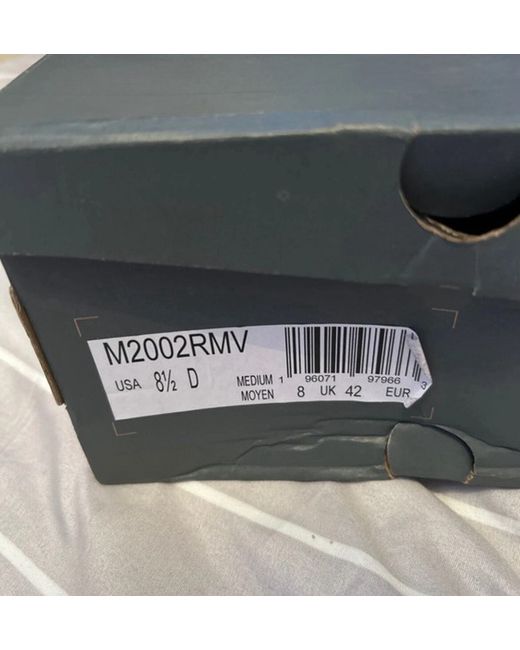 M2002RMV
USA 8½ D MEDIUM 1 96071 97966 3
MOYEN 8 UK 42 EUR